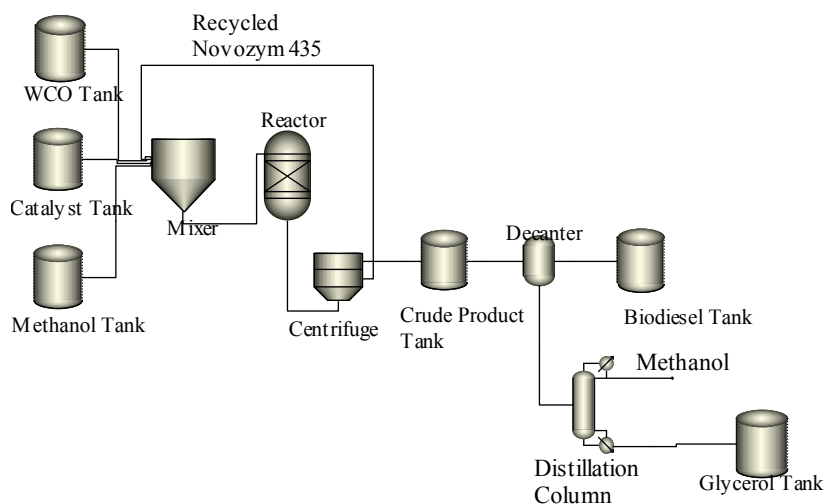 Recycled
Novozym 435
WCO Tank
Reactor
Catalyst Tank
Mixer
Decanter
Methanol Tank
Centrifuge
Crude Product
Tank
Biodiesel Tank
Methanol
Distillation
Column
Glycerol Tank